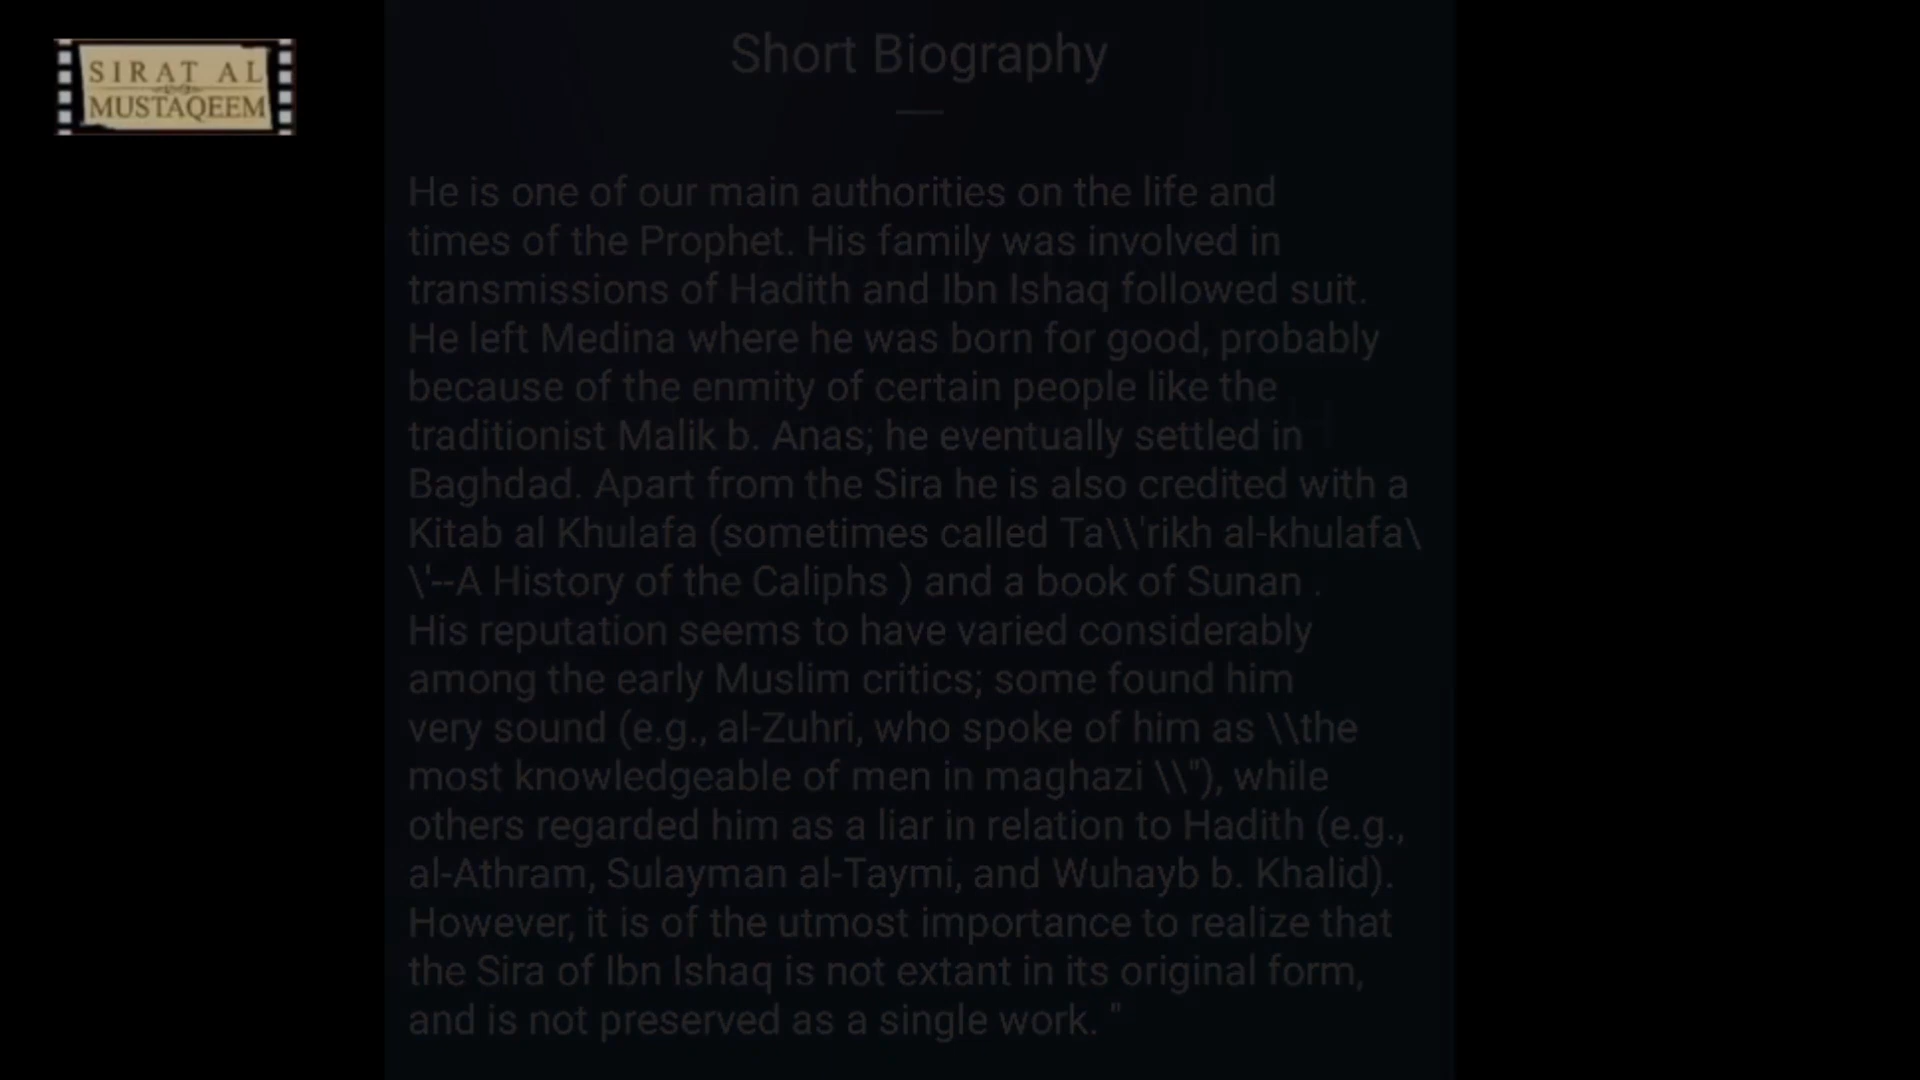 SIRAT AL
MUSTAQEEM
Short Biography
He is one of our main authorities on the life and
times of the Prophet. His family was involved in
transmissions of Hadith and Ibn Ishaq followed suit.
He left Medina where he was born for good, probably
because of the enmity of certain people like the
traditionist Malik b. Anas; he eventually settled in
Baghdad. Apart from the Sira he is also credited with a
Kitab al Khulafa (sometimes called Ta\\'rikh al-khulafa\
\'--A History of the Caliphs ) and a book of Sunan .
His reputation seems to have varied considerably
among the early Muslim critics; some found him
very sound (e.g., al-Zuhri, who spoke of him as \\the
most knowledgeable of men in maghazi \\"), while
others regarded him as a liar in relation to Hadith (e.g.,
al-Athram, Sulayman al-Taymi, and Wuhayb b. Khalid).
However, it is of the utmost importance to realize that
the Sira of Ibn Ishaq is not extant in its original form,
and is not preserved as a single work. "